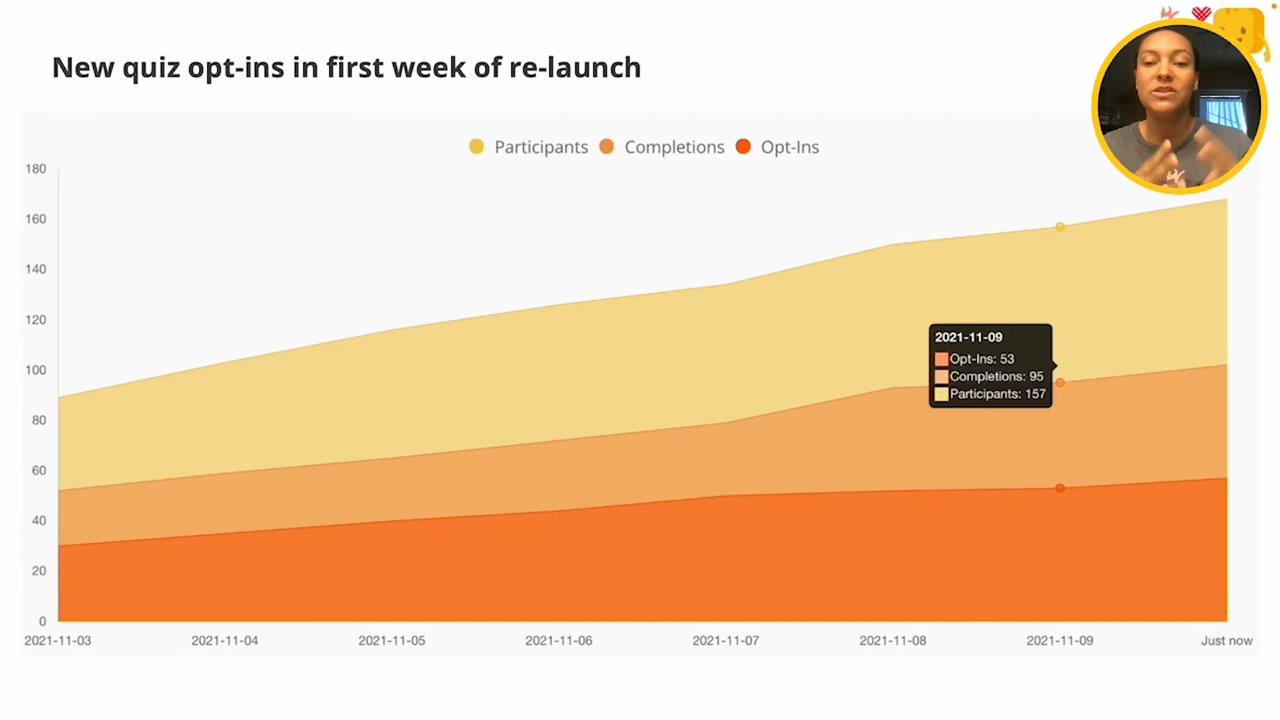 New quiz opt-ins in first week of re-launch
Participants Completions Opt-Ins
180
160
140
120
100
80
60
40
20
0
2021-11-09
Opt-Ins: 53
Completions: 95
Participants: 157
2021-11-03 2021-11-04 2021-11-05 2021-11-06 2021-11-07 2021-11-08 2021-11-09 Just now